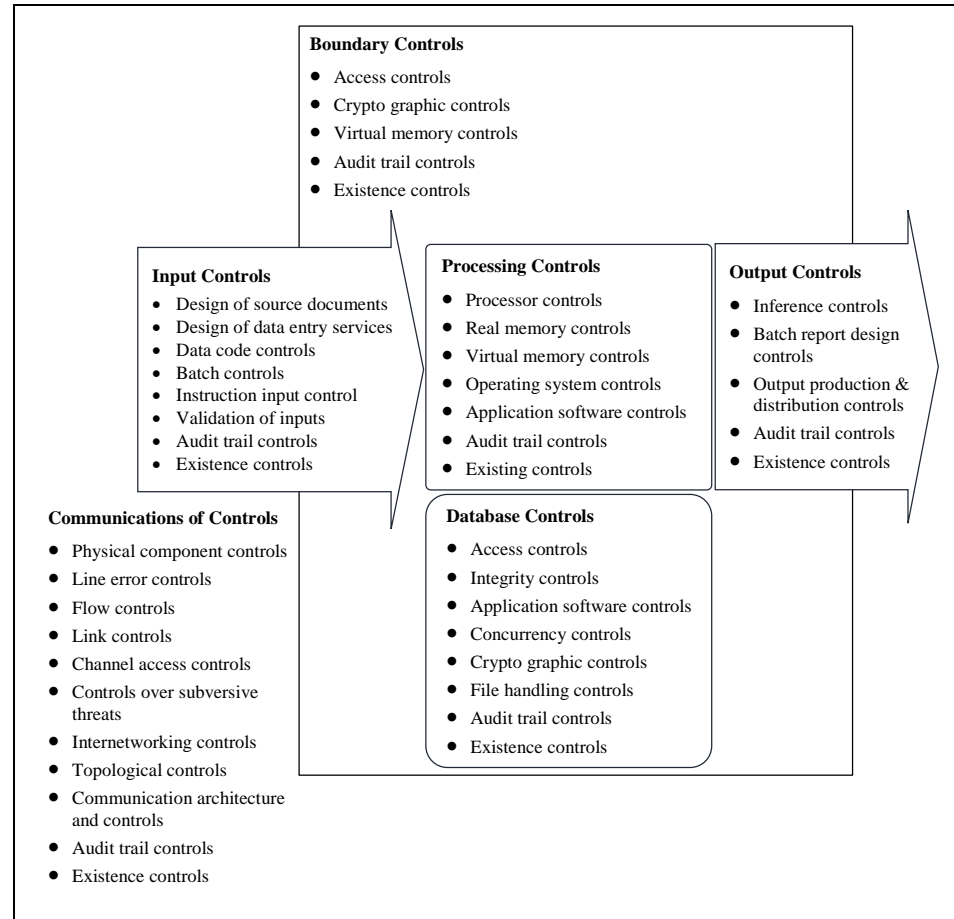 Boundary Controls
● Access controls
● Crypto graphic controls
● Virtual memory controls
● Audit trail controls
● Existence controls
Input Controls
● Design of source documents
● Design of data entry services
● Data code controls
● Batch controls
● Instruction input control
● Validation of inputs
● Audit trail controls
● Existence controls
Processing Controls
● Processor controls
● Real memory controls
● Virtual memory controls
● Operating system controls
● Application software controls
● Audit trail controls
● Existing controls
Output Controls
● Inference controls
● Batch report design
controls
● Output production &
distribution controls
● Audit trail controls
● Existence controls
Communications of Controls
● Physical component controls
● Line error controls
● Flow controls
● Link controls
● Channel access controls
● Controls over subversive
threats
● Internetworking controls
● Topological controls
● Communication architecture
and controls
● Audit trail controls
● Existence controls
Database Controls
● Access controls
● Integrity controls
● Application software controls
● Concurrency controls
● Crypto graphic controls
● File handling controls
● Audit trail controls
● Existence controls